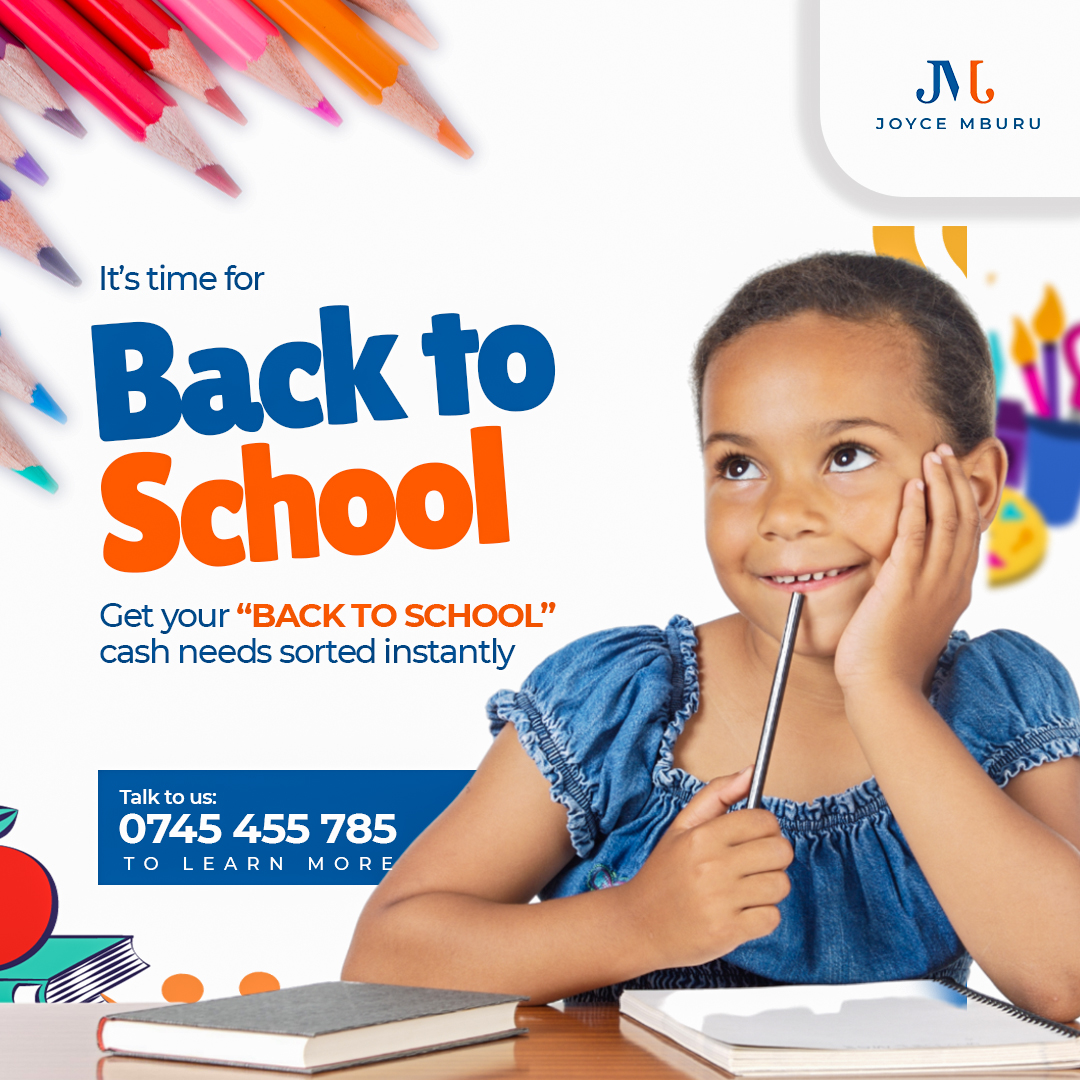 JM
JOYCE MBURU
It's time for
Back to
School
Get your “BACK TO SCHOOL”
cash needs sorted instantly
Talk to us:
0745 455 785
TO LEARN MORE